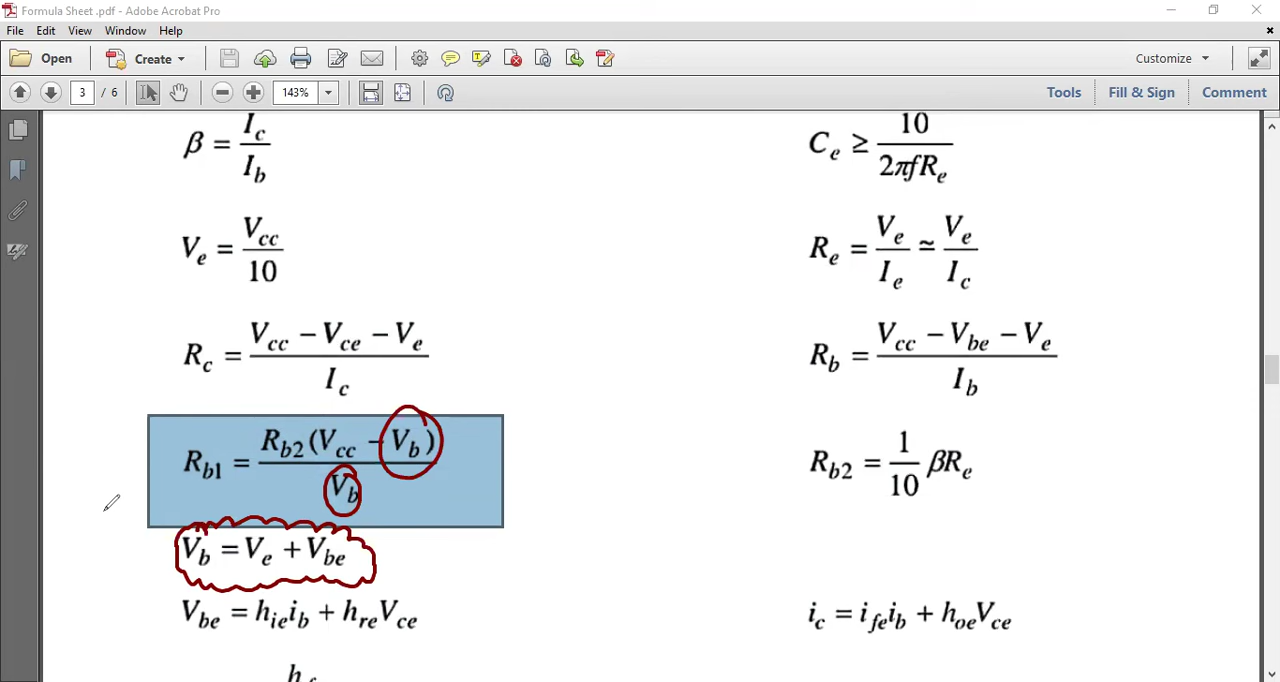 Formula Sheet .pdf - Adobe Acrobat Pro
File Edit View Window Help
Open Create Customize
3 / 6 143% Tools Fill & Sign Comment
β = I_c / I_b
C_e ≥ 10 / 2πfR_e
V_e = V_cc / 10
R_e = V_e / I_e ≃ V_e / I_c
R_c = V_cc − V_ce − V_e / I_c
R_b = V_cc − V_be − V_e / I_b
R_b1 = R_b2 (V_cc − V_b) / V_b
R_b2 = 1/10 βR_e
V_b = V_e + V_be
V_be = h_ie i_b + h_re V_ce
i_c = i_fe i_b + h_oe V_ce